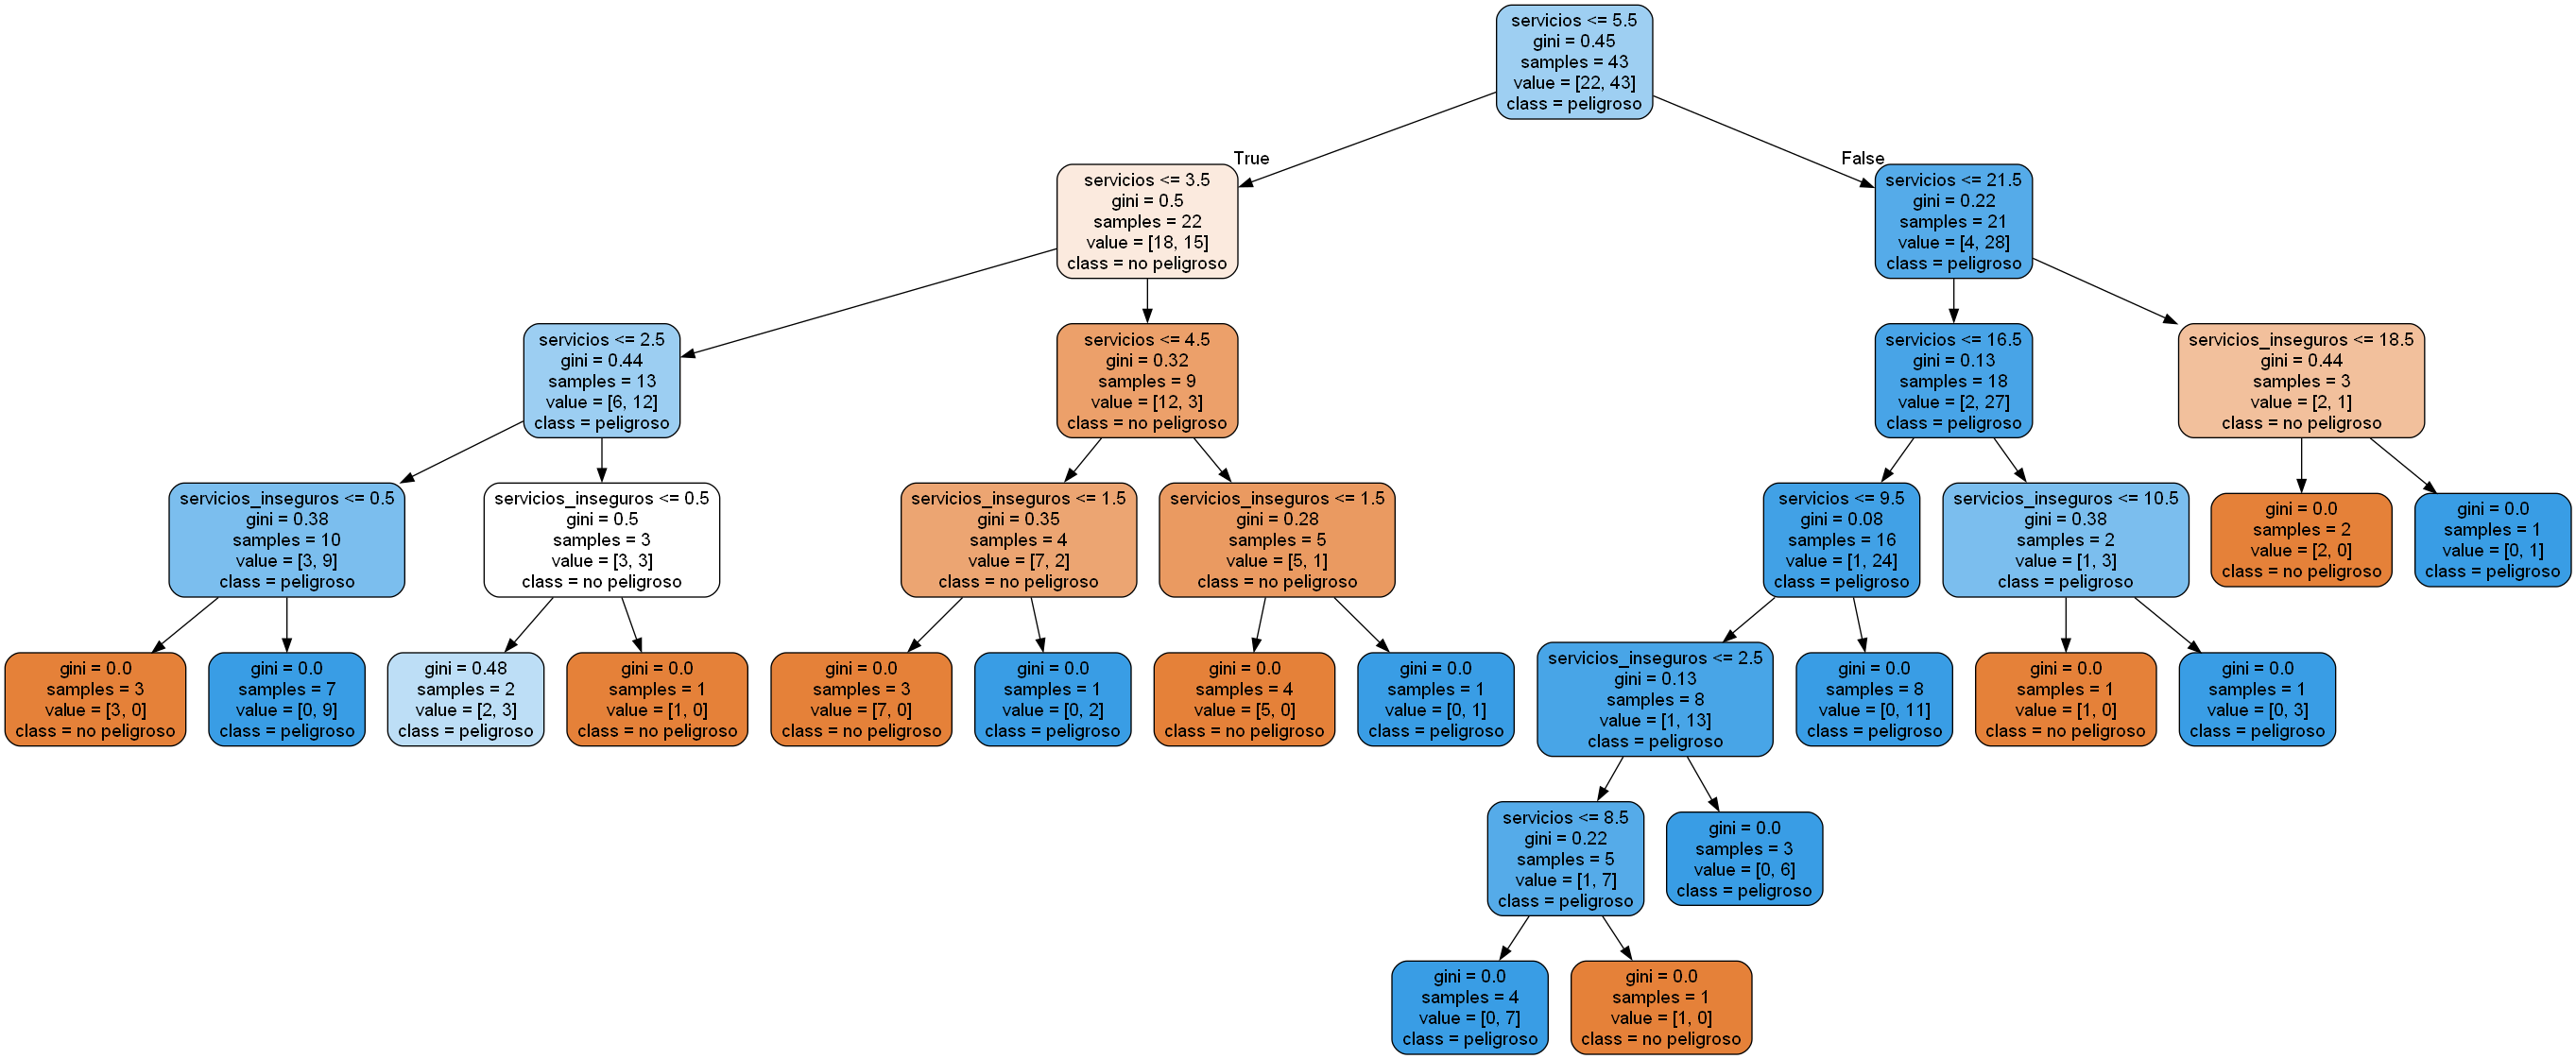 servicios <= 5.5
gini = 0.45
samples = 43
value = [22, 43]
class = peligroso
True
False
servicios <= 3.5
gini = 0.5
samples = 22
value = [18, 15]
class = no peligroso
servicios <= 21.5
gini = 0.22
samples = 21
value = [4, 28]
class = peligroso
servicios <= 2.5
gini = 0.44
samples = 13
value = [6, 12]
class = peligroso
servicios <= 4.5
gini = 0.32
samples = 9
value = [12, 3]
class = no peligroso
servicios <= 16.5
gini = 0.13
samples = 18
value = [2, 27]
class = peligroso
servicios_inseguros <= 18.5
gini = 0.44
samples = 3
value = [2, 1]
class = no peligroso
servicios_inseguros <= 0.5
gini = 0.38
samples = 10
value = [3, 9]
class = peligroso
servicios_inseguros <= 0.5
gini = 0.5
samples = 3
value = [3, 3]
class = no peligroso
servicios_inseguros <= 1.5
gini = 0.35
samples = 4
value = [7, 2]
class = no peligroso
servicios_inseguros <= 1.5
gini = 0.28
samples = 5
value = [5, 1]
class = no peligroso
servicios <= 9.5
gini = 0.08
samples = 16
value = [1, 24]
class = peligroso
servicios_inseguros <= 10.5
gini = 0.38
samples = 2
value = [1, 3]
class = peligroso
gini = 0.0
samples = 2
value = [2, 0]
class = no peligroso
gini = 0.0
samples = 1
value = [0, 1]
class = peligroso
gini = 0.0
samples = 3
value = [3, 0]
class = no peligroso
gini = 0.0
samples = 7
value = [0, 9]
class = peligroso
gini = 0.48
samples = 2
value = [2, 3]
class = peligroso
gini = 0.0
samples = 1
value = [1, 0]
class = no peligroso
gini = 0.0
samples = 3
value = [7, 0]
class = no peligroso
gini = 0.0
samples = 1
value = [0, 2]
class = peligroso
gini = 0.0
samples = 4
value = [5, 0]
class = no peligroso
gini = 0.0
samples = 1
value = [0, 1]
class = peligroso
servicios_inseguros <= 2.5
gini = 0.13
samples = 8
value = [1, 13]
class = peligroso
gini = 0.0
samples = 8
value = [0, 11]
class = peligroso
gini = 0.0
samples = 1
value = [1, 0]
class = no peligroso
gini = 0.0
samples = 1
value = [0, 3]
class = peligroso
servicios <= 8.5
gini = 0.22
samples = 5
value = [1, 7]
class = peligroso
gini = 0.0
samples = 3
value = [0, 6]
class = peligroso
gini = 0.0
samples = 4
value = [0, 7]
class = peligroso
gini = 0.0
samples = 1
value = [1, 0]
class = no peligroso